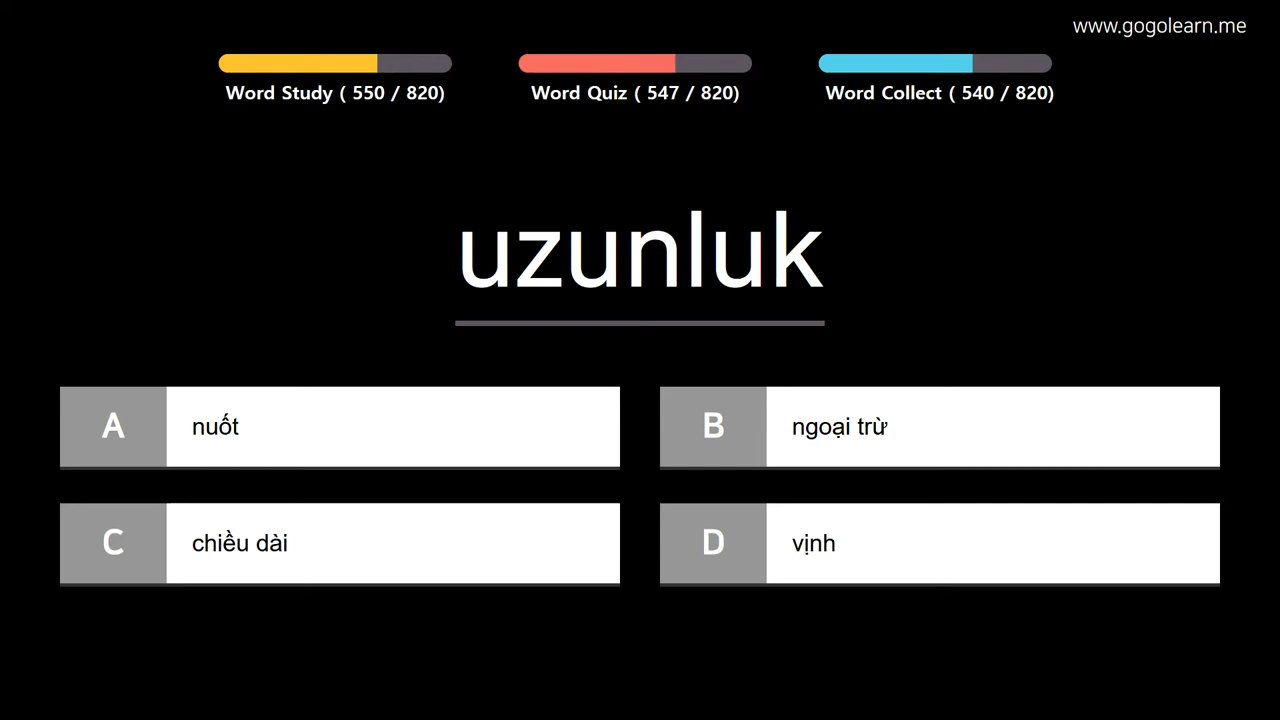 www.gogolearn.me
Word Study ( 550 / 820)
Word Quiz ( 547 / 820)
Word Collect ( 540 / 820)
uzunluk
A nuốt
B ngoại trừ
C chiều dài
D vịnh